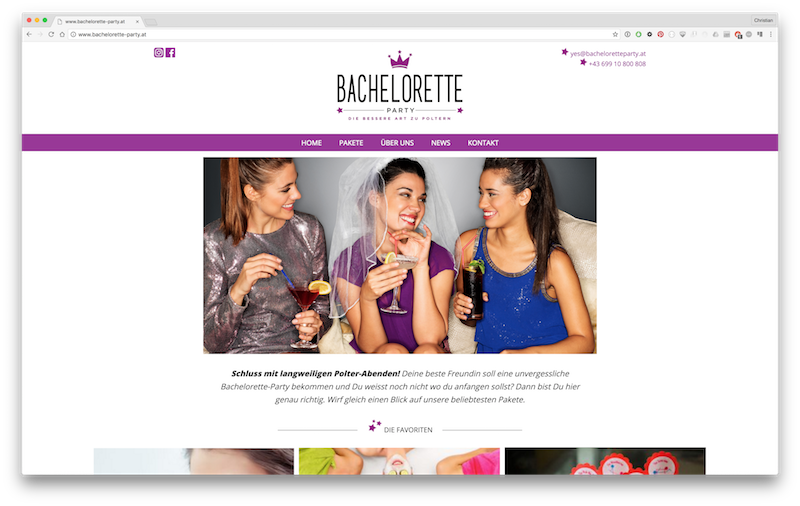 www.bachelorette-party.at
Christian
www.bachelorette-party.at
yes@bacheloretteparty.at
+43 699 10 800 808
BACHELORETTE
PARTY
DIE BESSERE ART ZU POLTERN
HOME PAKETE ÜBER UNS NEWS KONTAKT
Schluss mit langweiligen Polter-Abenden! Deine beste Freundin soll eine unvergessliche
Bachelorette-Party bekommen und Du weisst noch nicht wo du anfangen sollst? Dann bist Du hier
genau richtig. Wirf gleich einen Blick auf unsere beliebtesten Pakete.
DIE FAVORITEN